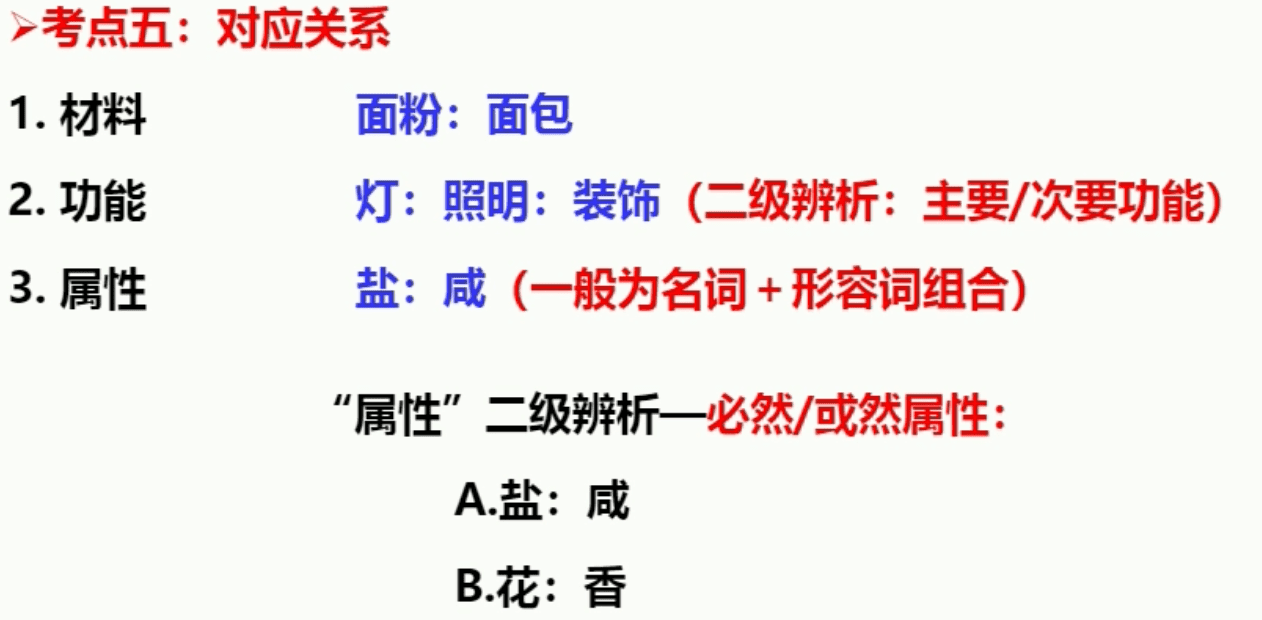 ➢考点五：对应关系
1. 材料 面粉：面包
2. 功能 灯：照明：装饰（二级辨析：主要/次要功能）
3. 属性 盐：咸（一般为名词 + 形容词组合）
“属性”二级辨析—必然/或然属性：
A.盐：咸
B.花：香